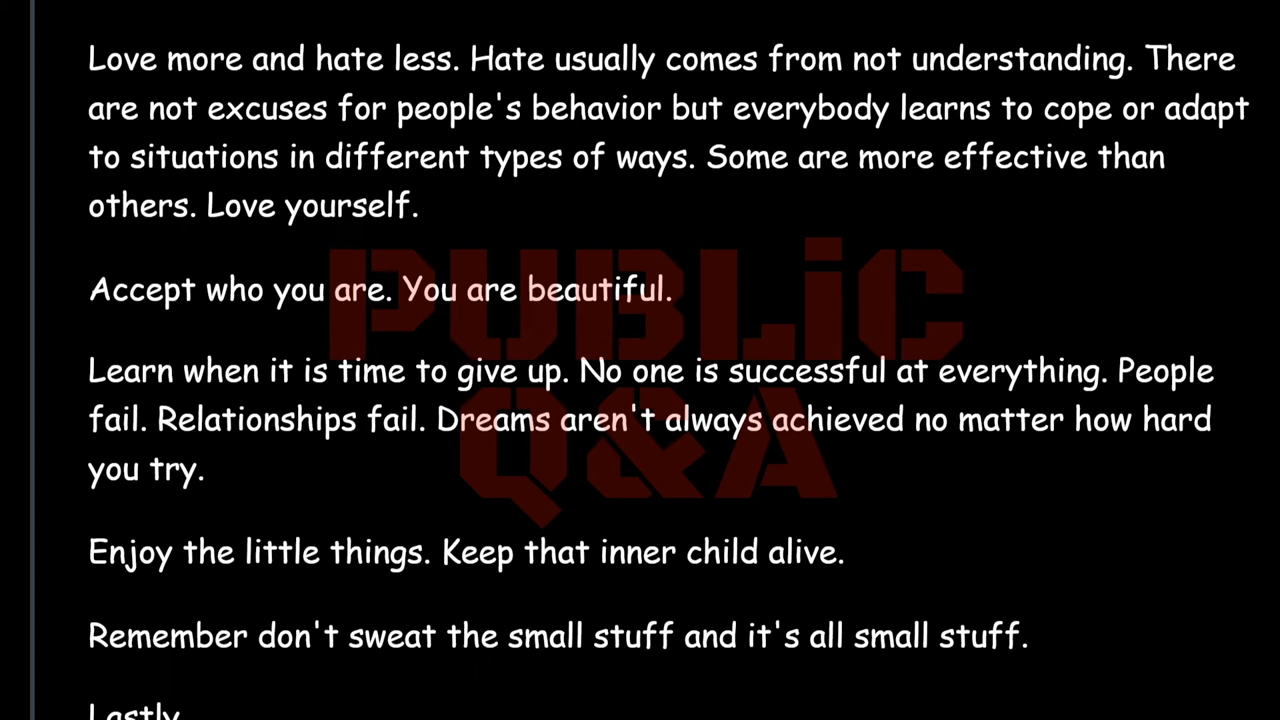 Love more and hate less. Hate usually comes from not understanding. There
are not excuses for people's behavior but everybody learns to cope or adapt
to situations in different types of ways. Some are more effective than
others. Love yourself.
PUBLiC
Accept who you are. You are beautiful.
Learn when it is time to give up. No one is successful at everything. People
fail. Relationships fail. Dreams aren't always achieved no matter how hard
Q&A
you try.
Enjoy the little things. Keep that inner child alive.
Remember don't sweat the small stuff and it's all small stuff.
Lastly